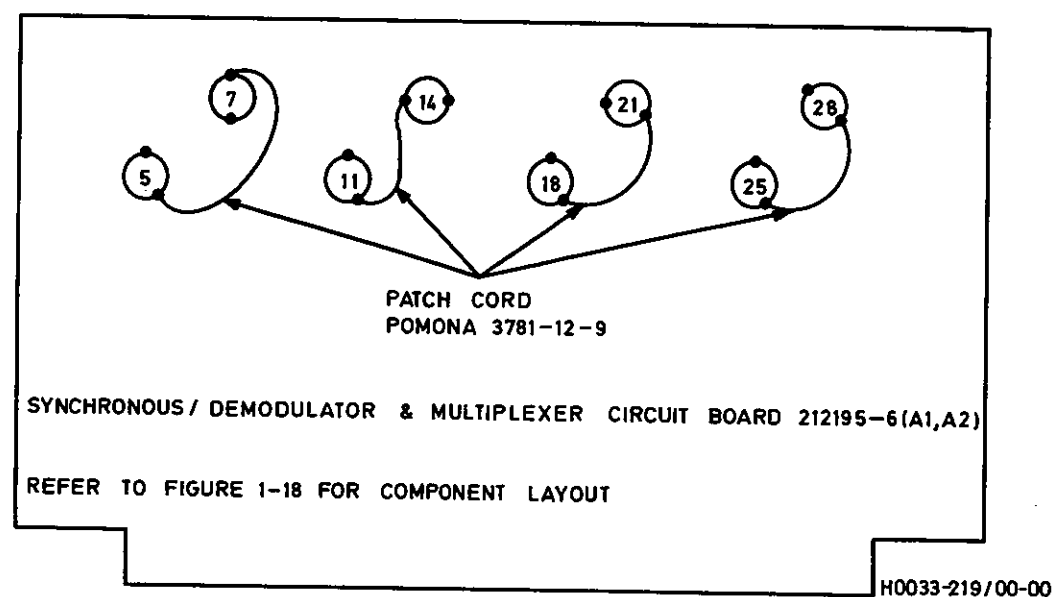 7
14
21
28
5
11
18
25
PATCH CORD
POMONA 3781-12-9
SYNCHRONOUS/ DEMODULATOR & MULTIPLEXER CIRCUIT BOARD 212195-6(A1,A2)
REFER TO FIGURE 1-18 FOR COMPONENT LAYOUT
H0033-219/00-00